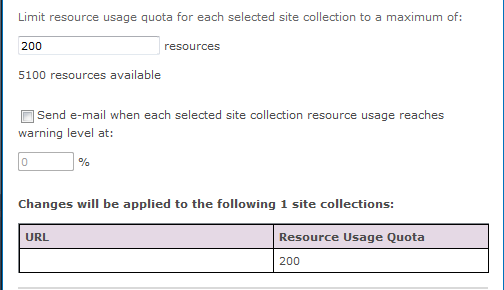 Limit resource usage quota for each selected site collection to a maximum of:
200 resources
5100 resources available
Send e-mail when each selected site collection resource usage reaches
warning level at:
0 %
Changes will be applied to the following 1 site collections:
URL Resource Usage Quota
200